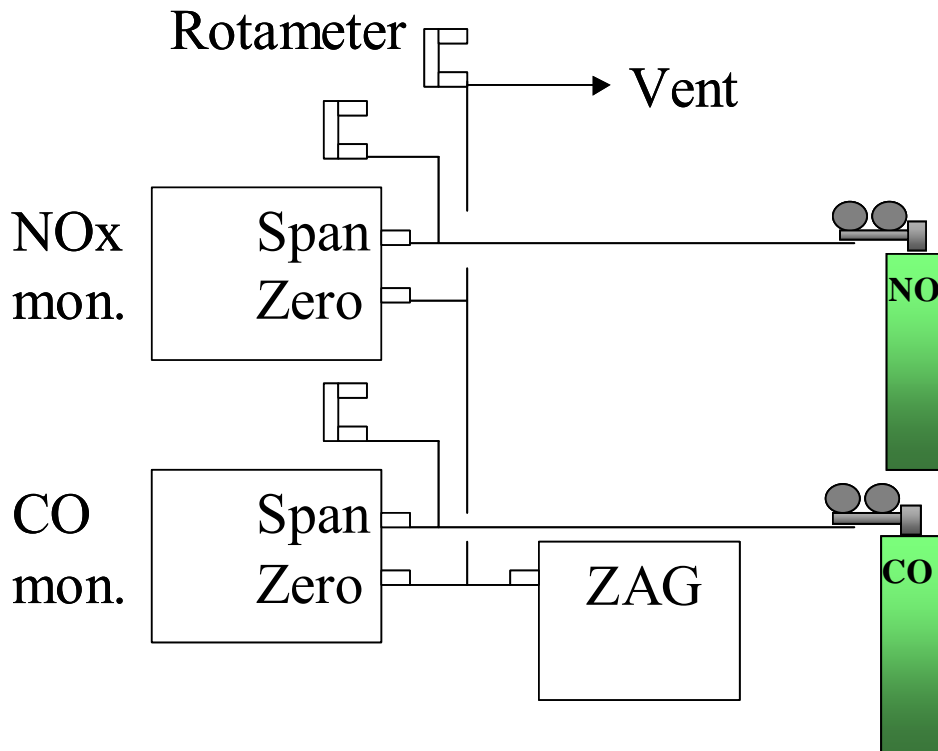 Rotameter
Vent
NOx
mon.
Span
Zero
NO
CO
mon.
Span
Zero
ZAG
CO